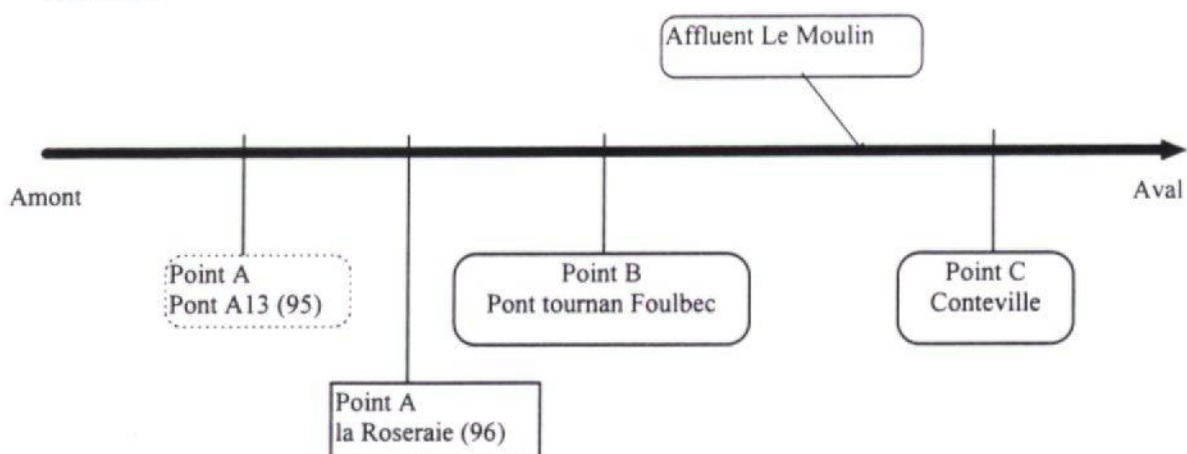 Affluent Le Moulin
Amont
Aval
Point A
Pont A13 (95)
Point B
Pont tournan Foulbec
Point C
Conteville
Point A
la Roseraie (96)